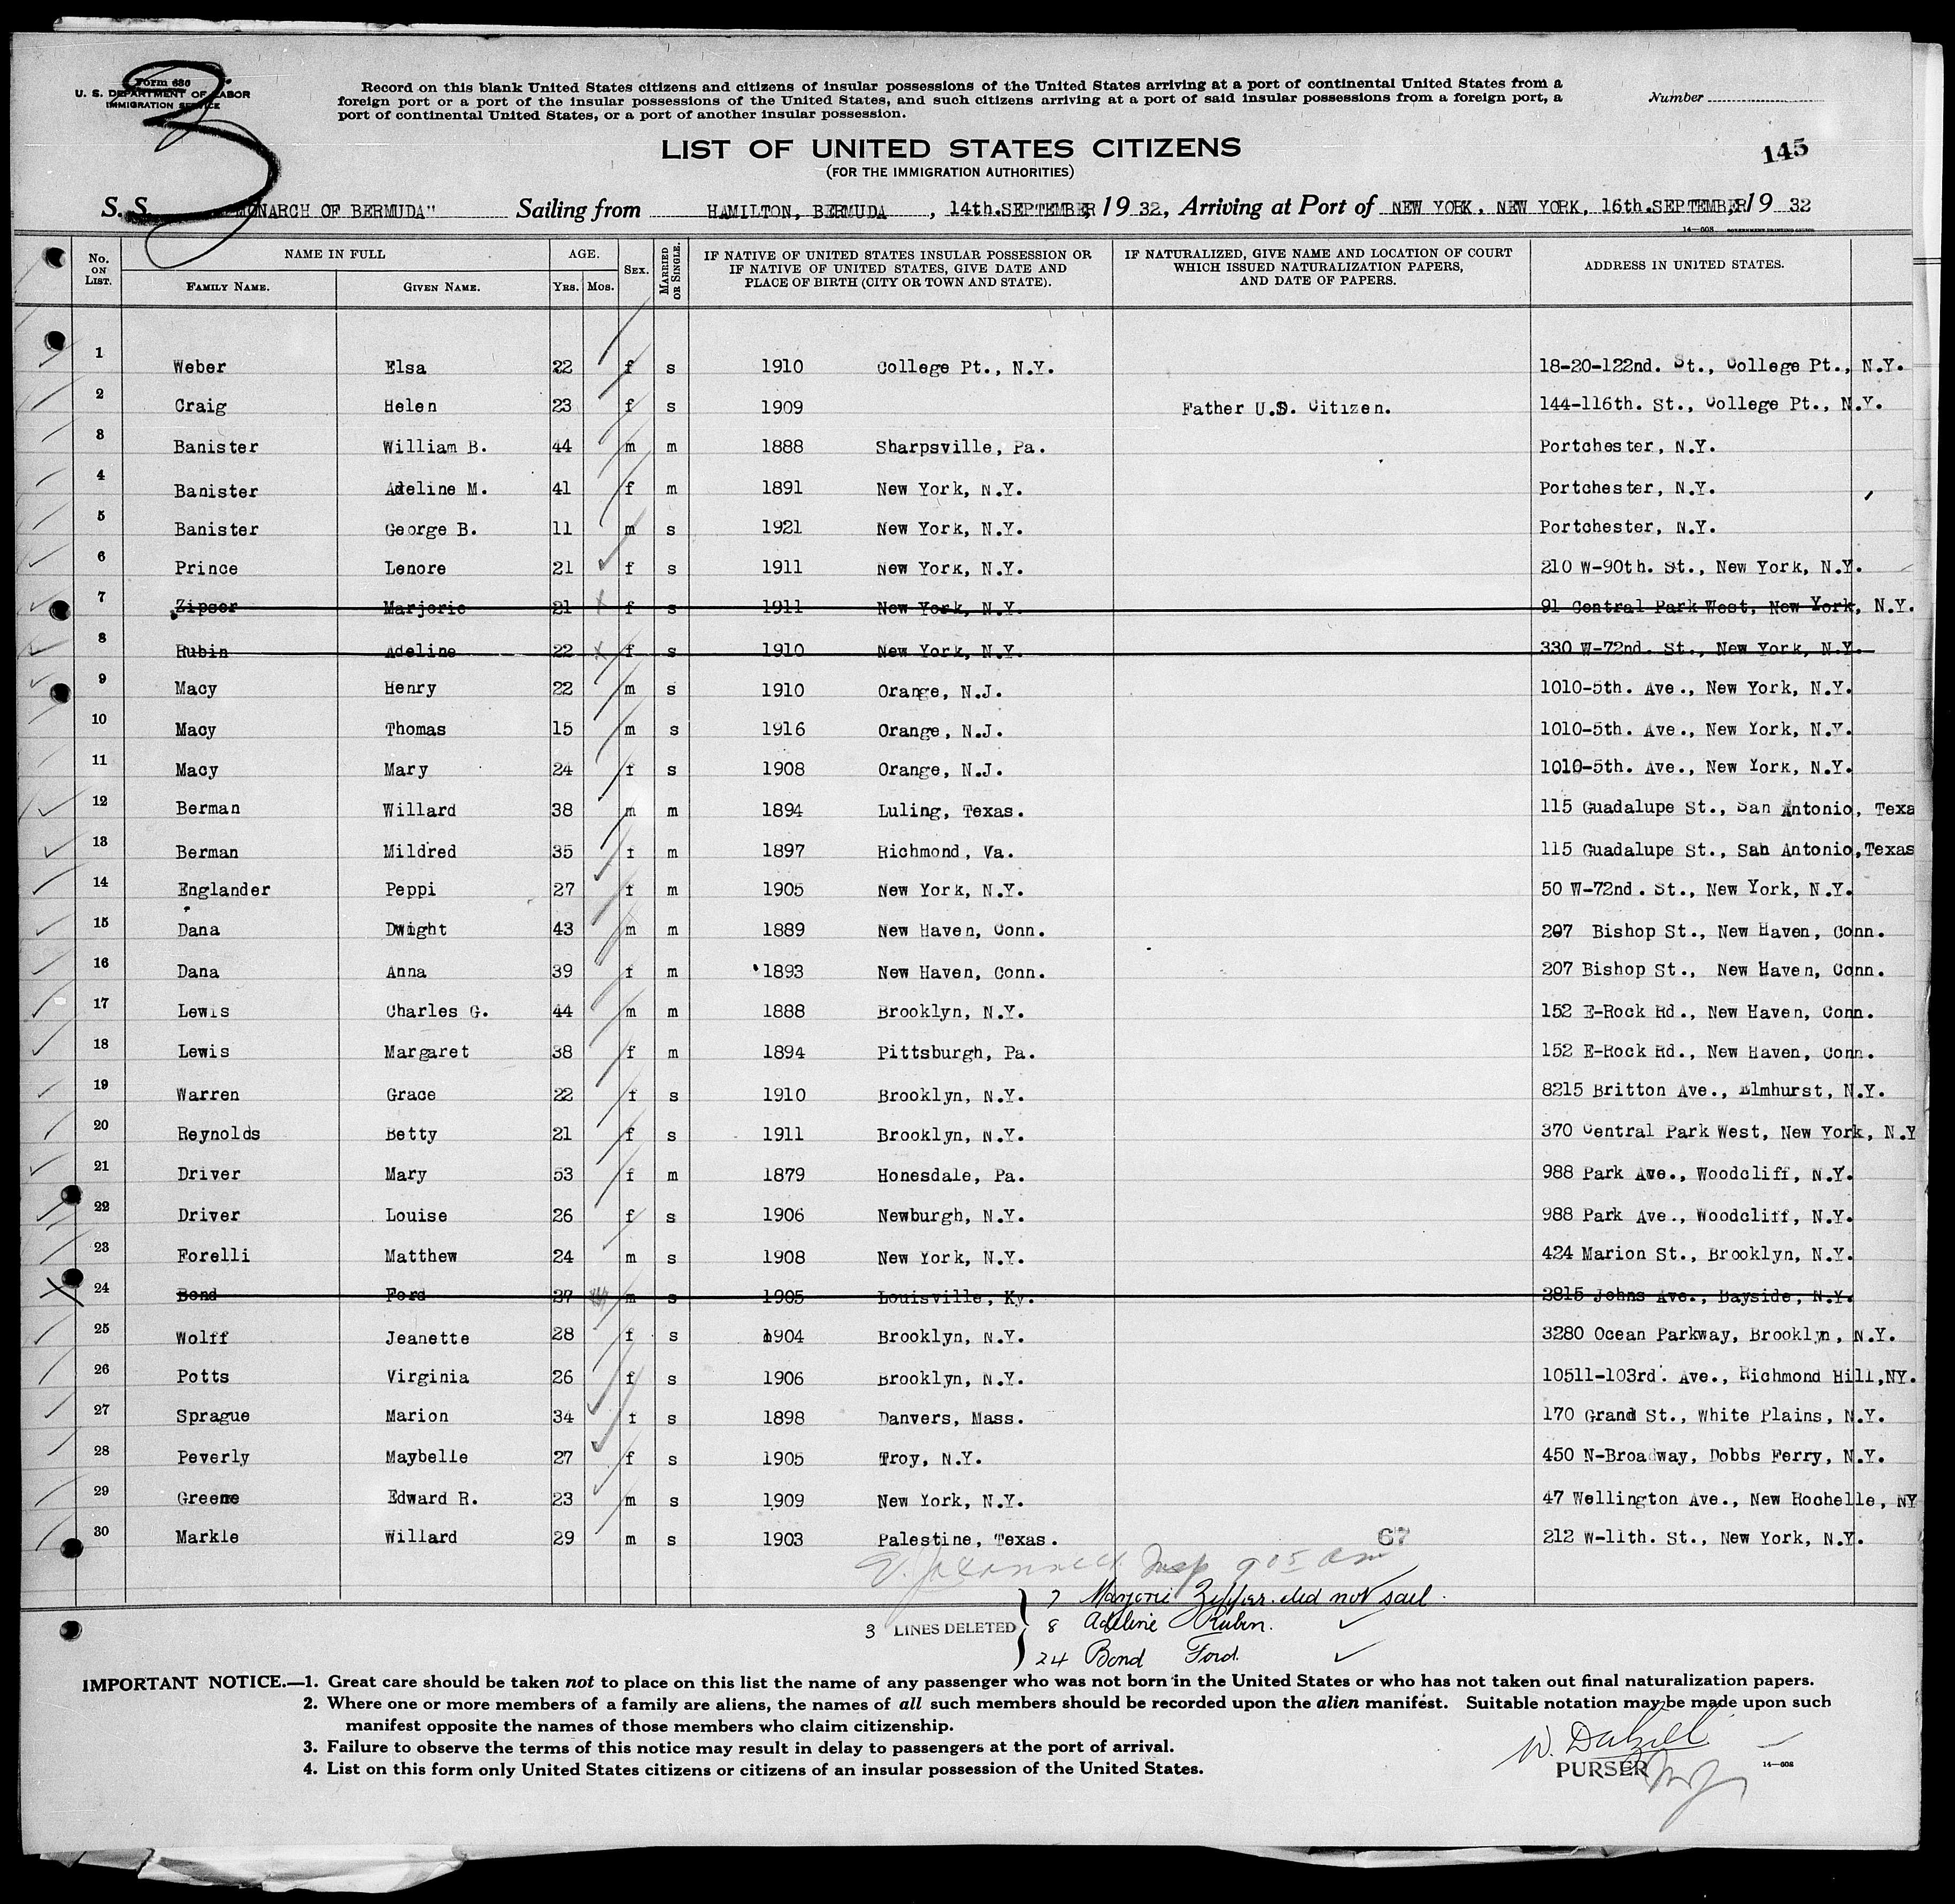 Form 630
U. S. DEPARTMENT OF LABOR
IMMIGRATION SERVICE
3
Record on this blank United States citizens and citizens of insular possessions of the United States arriving at a port of continental United States from a
foreign port or a port of the insular possessions of the United States, and such citizens arriving at a port of said insular possessions from a foreign port, a
port of continental United States, or a port of another insular possession.
Number
LIST OF UNITED STATES CITIZENS
(FOR THE IMMIGRATION AUTHORITIES)
145
S. S. MONARCH OF BERMUDA" Sailing from HAMILTON, BERMUDA, 14th.SEPTEMBER, 19 32, Arriving at Port of NEW YORK, NEW YORK, 16th.SEPTEMBER, 19 32
14—608 GOVERNMENT PRINTING OFFICE
No. ON LIST. NAME IN FULL FAMILY NAME. GIVEN NAME. AGE. YRS. MOS. SEX. MARRIED OR SINGLE. IF NATIVE OF UNITED STATES INSULAR POSSESSION OR IF NATIVE OF UNITED STATES, GIVE DATE AND PLACE OF BIRTH (CITY OR TOWN AND STATE). IF NATURALIZED, GIVE NAME AND LOCATION OF COURT WHICH ISSUED NATURALIZATION PAPERS, AND DATE OF PAPERS. ADDRESS IN UNITED STATES.
1 Weber Elsa 22 f s 1910 College Pt., N.Y. 18-20-122nd. St., College Pt., N.Y.
2 Craig Helen 23 f s 1909 Father U.S. Citizen. 144-116th. St., College Pt., N.Y.
3 Banister William B. 44 m m 1888 Sharpsville, Pa. Portchester, N.Y.
4 Banister Adeline M. 41 f m 1891 New York, N.Y. Portchester, N.Y.
5 Banister George B. 11 m s 1921 New York, N.Y. Portchester, N.Y.
6 Prince Lenore 21 f s 1911 New York, N.Y. 210 W-90th. St., New York, N.Y.
7 Zipser Marjorie 21 f s 1911 New York, N.Y. 91 Central Park West, New York, N.Y.
8 Rubin Adeline 22 f s 1910 New York, N.Y. 330 W-72nd. St., New York, N.Y.
9 Macy Henry 22 m s 1910 Orange, N.J. 1010-5th. Ave., New York, N.Y.
10 Macy Thomas 15 m s 1916 Orange, N.J. 1010-5th. Ave., New York, N.Y.
11 Macy Mary 24 f s 1908 Orange, N.J. 1010-5th. Ave., New York, N.Y.
12 Berman Willard 38 m m 1894 Luling, Texas. 115 Guadalupe St., San Antonio, Texa
13 Berman Mildred 35 f m 1897 Richmond, Va. 115 Guadalupe St., San Antonio,Texas
14 Englander Peppi 27 f m 1905 New York, N.Y. 50 W-72nd. St., New York, N.Y.
15 Dana Dwight 43 m m 1889 New Haven, Conn. 207 Bishop St., New Haven, Conn.
16 Dana Anna 39 f m 1893 New Haven, Conn. 207 Bishop St., New Haven, Conn.
17 Lewis Charles G. 44 m m 1888 Brooklyn, N.Y. 152 E-Rock Rd., New Haven, Conn.
18 Lewis Margaret 38 f m 1894 Pittsburgh, Pa. 152 E-Rock Rd., New Haven, Conn.
19 Warren Grace 22 f s 1910 Brooklyn, N.Y. 8215 Britton Ave., Elmhurst, N.Y.
20 Reynolds Betty 21 f s 1911 Brooklyn, N.Y. 370 Central Park West, New York, N.Y
21 Driver Mary 53 f m 1879 Honesdale, Pa. 988 Park Ave., Woodcliff, N.Y.
22 Driver Louise 26 f s 1906 Newburgh, N.Y. 988 Park Ave., Woodcliff, N.Y.
23 Forelli Matthew 24 m s 1908 New York, N.Y. 424 Marion St., Brooklyn, N.Y.
24 Bond Ford 27 m s 1905 Louisville, Ky. 2815 Johns Ave., Bayside, N.Y.
25 Wolff Jeanette 28 f s 1904 Brooklyn, N.Y. 3280 Ocean Parkway, Brooklyn, N.Y.
26 Potts Virginia 26 f s 1906 Brooklyn, N.Y. 10511-103rd. Ave., Richmond Hill,NY.
27 Sprague Marion 34 f s 1898 Danvers, Mass. 170 Grand St., White Plains, N.Y.
28 Peverly Maybelle 27 f s 1905 Troy, N.Y. 450 N-Broadway, Dobbs Ferry, N.Y.
29 Greene Edward R. 23 m s 1909 New York, N.Y. 47 Wellington Ave., New Rochelle, NY
30 Markle Willard 29 m s 1903 Palestine, Texas. 67 212 W-11th. St., New York, N.Y.
Insp 905 am
7 Marjorie Zipser did not sail.
3 LINES DELETED 8 Adeline Rubin. ✓
24 Bond Ford. ✓
IMPORTANT NOTICE.—1. Great care should be taken not to place on this list the name of any passenger who was not born in the United States or who has not taken out final naturalization papers.
2. Where one or more members of a family are aliens, the names of all such members should be recorded upon the alien manifest. Suitable notation may be made upon such
manifest opposite the names of those members who claim citizenship.
3. Failure to observe the terms of this notice may result in delay to passengers at the port of arrival.
4. List on this form only United States citizens or citizens of an insular possession of the United States.
W. Dalzell
PURSER
14—608